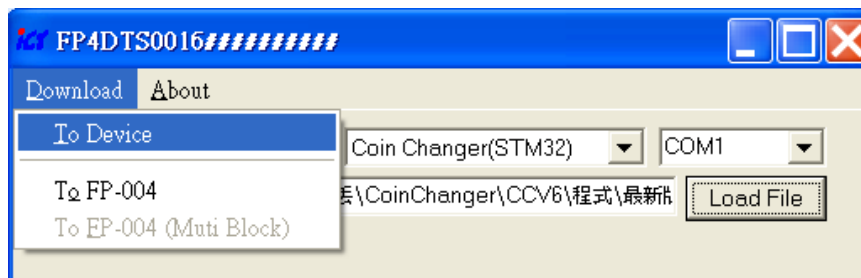 ICT FP4DTS0016##########
Download About
To Device
Coin Changer(STM32) COM1
To FP-004
\CoinChanger\CCV6\程式\最新 Load File
To FP-004 (Muti Block)